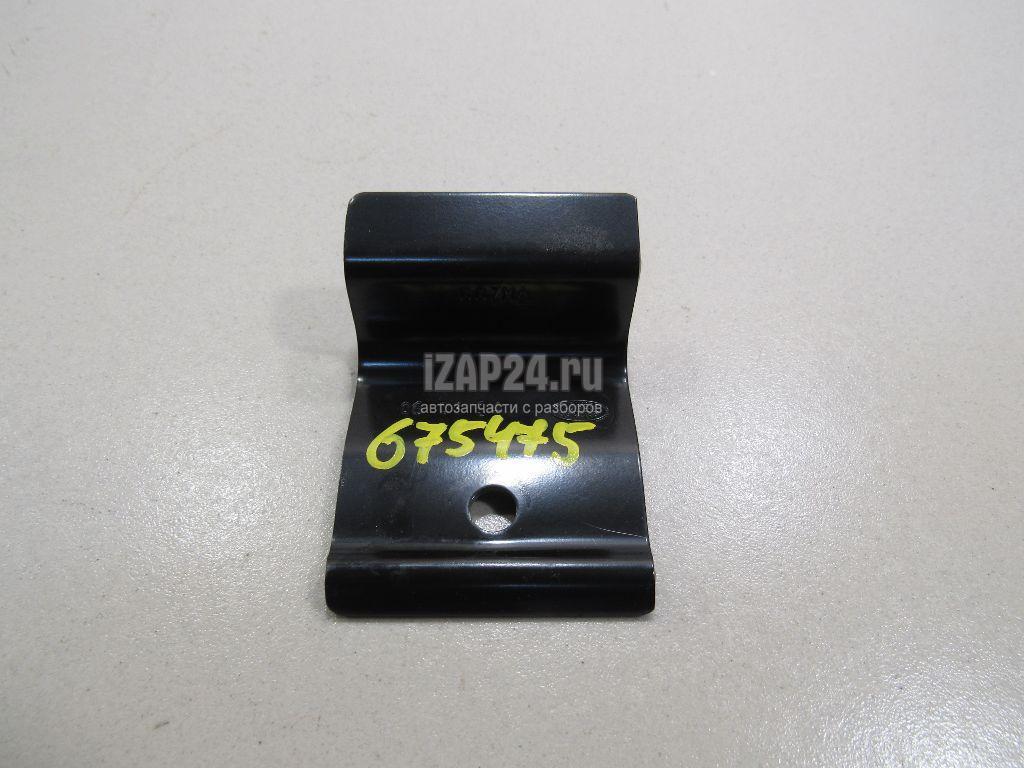 iZAP24.ru
автозапчасти с разборов
675475